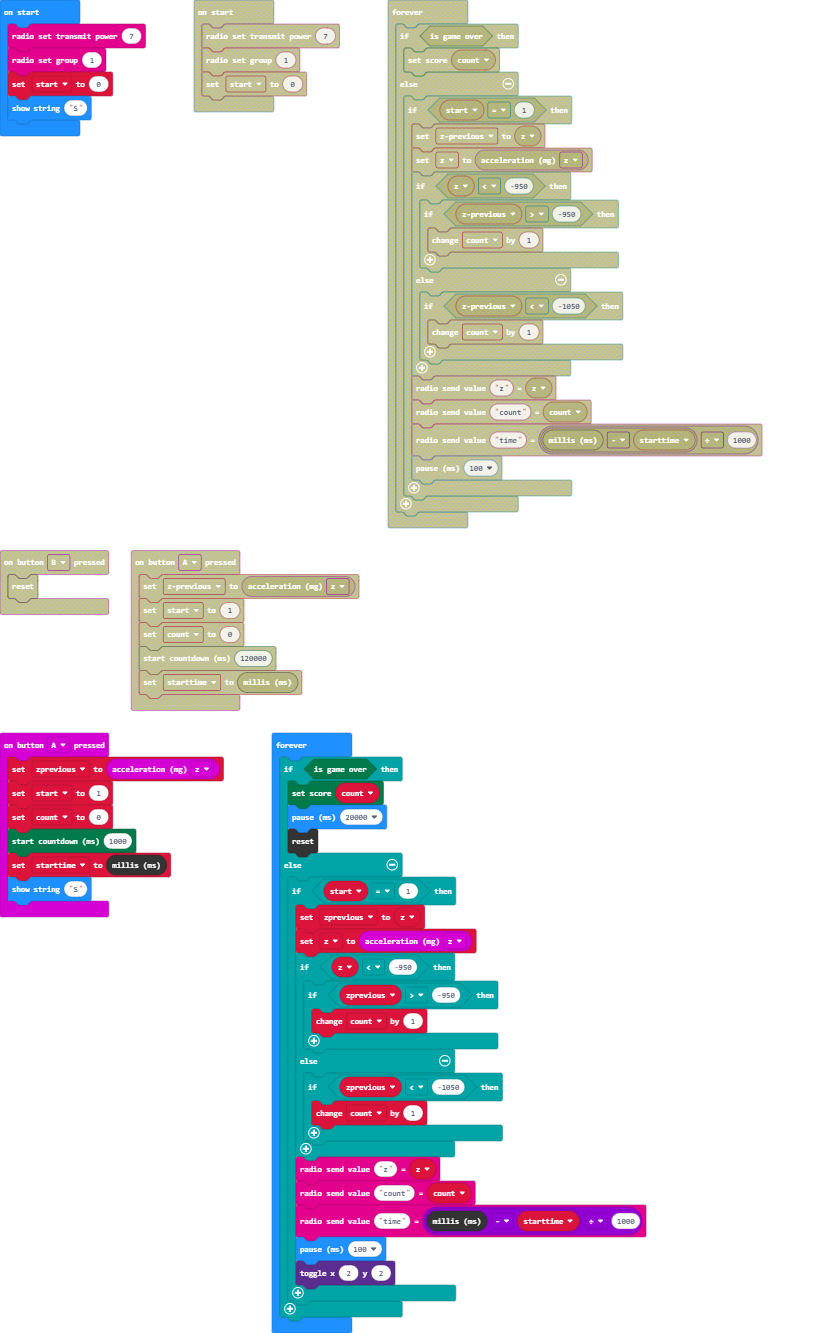 on start
radio set transmit power 7
radio set group 1
set start to 0
show string "S"
on start
radio set transmit power 7
radio set group 1
set start to 0
forever
if is game over then
set score count
else
if start = 1 then
set z-previous to z
set z to acceleration (mg) z
if z < -950 then
if z-previous > -950 then
change count by 1
else
if z-previous < -1050 then
change count by 1
radio send value "z" = z
radio send value "count" = count
radio send value "time" = millis (ms) - starttime ÷ 1000
pause (ms) 100
on button B pressed
reset
on button A pressed
set z-previous to acceleration (mg) z
set start to 1
set count to 0
start countdown (ms) 120000
set starttime to millis (ms)
on button A pressed
set zprevious to acceleration (mg) z
set start to 1
set count to 0
start countdown (ms) 1000
set starttime to millis (ms)
show string "S"
forever
if is game over then
set score count
pause (ms) 20000
reset
else
if start = 1 then
set zprevious to z
set z to acceleration (mg) z
if z < -950 then
if zprevious > -950 then
change count by 1
else
if zprevious < -1050 then
change count by 1
radio send value "z" = z
radio send value "count" = count
radio send value "time" = millis (ms) - starttime ÷ 1000
pause (ms) 100
toggle x 2 y 2